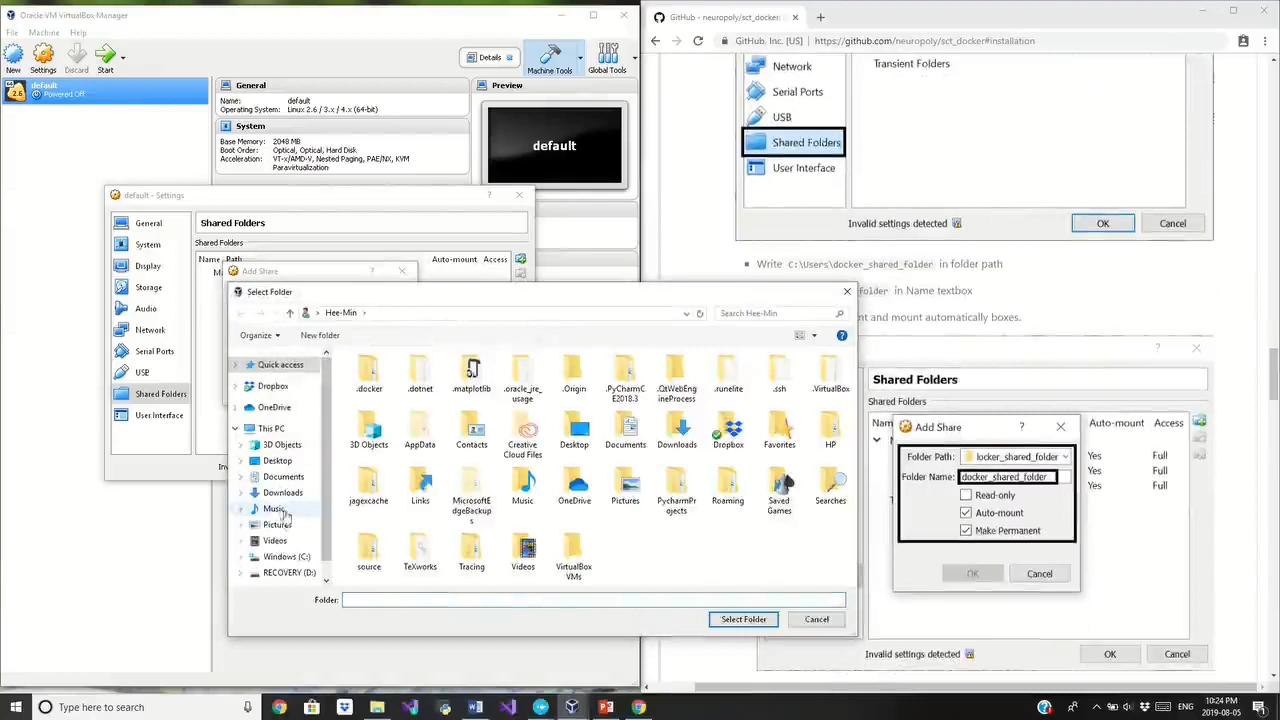 Oracle VM VirtualBox Manager
File Machine Help
New Settings Discard Start
Details
Machine Tools Global Tools
default
Powered Off
General
Name: default
Operating System: Linux 2.6 / 3.x / 4.x (64-bit)
System
Base Memory: 2048 MB
Boot Order: Optical, Optical, Hard Disk
Acceleration: VT-x/AMD-V, Nested Paging, PAE/NX, KVM
Paravirtualization
Preview
default
default - Settings
General
System
Display
Storage
Audio
Network
Serial Ports
USB
Shared Folders
User Interface
Shared Folders
Shared Folders
Name Path Auto-mount Access
Add Share
Select Folder
Hee-Min
Search Hee-Min
Organize New folder
Quick access
Dropbox
OneDrive
This PC
3D Objects
Desktop
Documents
Downloads
Music
Pictures
Videos
Windows (C:)
RECOVERY (D:)
.docker .dotnet .matplotlib .oracle_jre_usage .Origin .PyCharmCE2018.3 .QtWebEngineProcess .runelite .ssh .VirtualBox
3D Objects AppData Contacts Creative Cloud Files Desktop Documents Downloads Dropbox Favorites HP
jagexcache Links MicrosoftEdgeBackups Music OneDrive Pictures PycharmProjects Roaming Saved Games Searches
source TeXworks Tracing Videos VirtualBox VMs
Folder:
Select Folder Cancel
GitHub - neuropoly/sct_docker:
GitHub, Inc. [US] | https://github.com/neuropoly/sct_docker#installation
Network
Serial Ports
USB
Shared Folders
User Interface
Transient Folders
Invalid settings detected OK Cancel
Write C:\Users\docker_shared_folder in folder path
folder in Name textbox
nt and mount automatically boxes.
Shared Folders
Shared Folders
Auto-mount Access
Yes Full
Yes Full
Yes Full
Add Share
Folder Path: locker_shared_folder
Folder Name: docker_shared_folder
Read-only
Auto-mount
Make Permanent
OK Cancel
Invalid settings detected OK Cancel
Type here to search
ENG
10:24 PM
2019-08-05